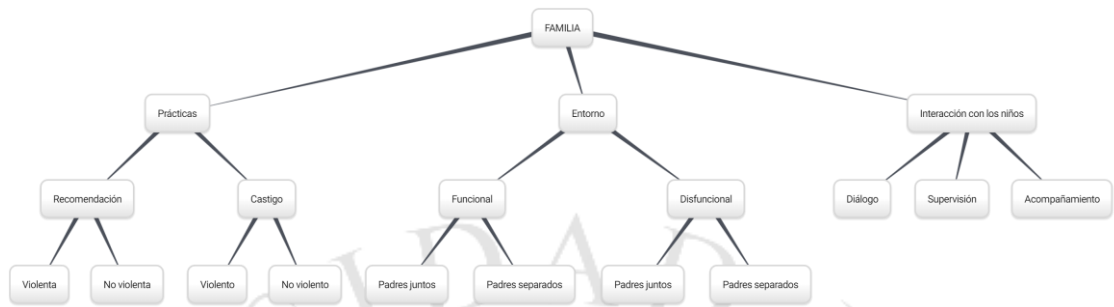 FAMILIA
Prácticas
Entorno
Interacción con los niños
Recomendación
Castigo
Funcional
Disfuncional
Diálogo
Supervisión
Acompañamiento
Violenta
No violenta
Violento
No violento
Padres juntos
Padres separados
Padres juntos
Padres separados